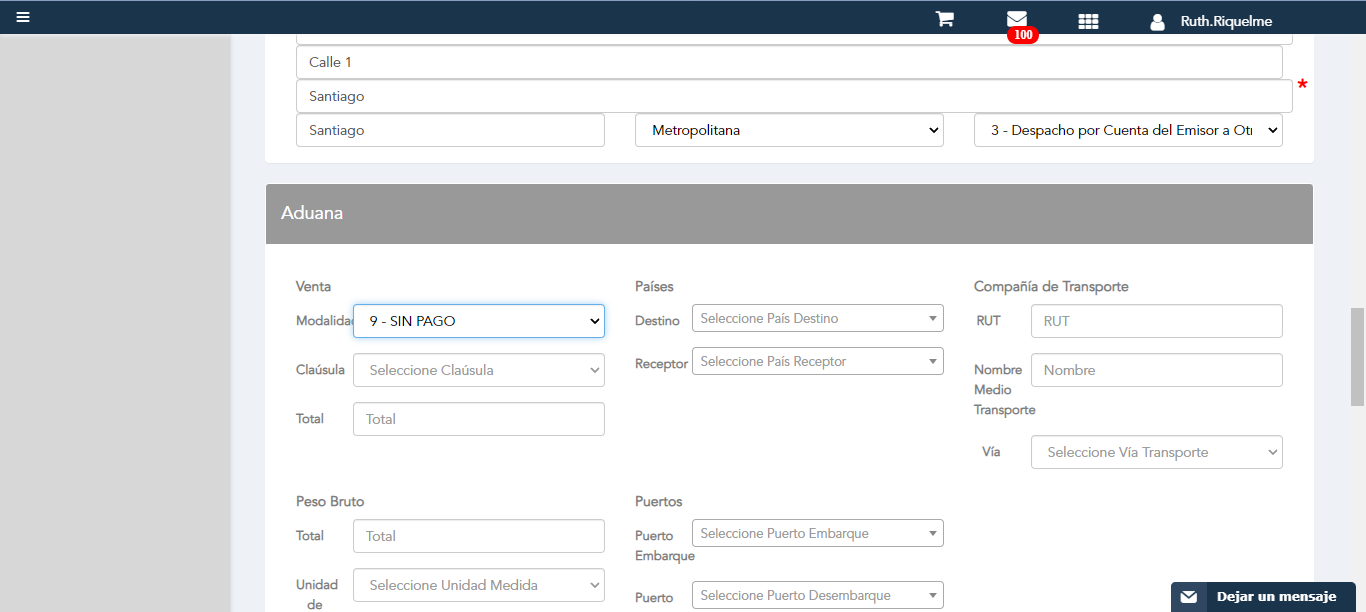 Ruth.Riquelme
100
Calle 1
Santiago
*
Santiago
Metropolitana
3 - Despacho por Cuenta del Emisor a Otr
Aduana
Venta
Modalidad
9 - SIN PAGO
Claúsula
Seleccione Claúsula
Total
Total
Países
Destino
Seleccione País Destino
Receptor
Seleccione País Receptor
Compañía de Transporte
RUT
RUT
Nombre
Medio
Transporte
Nombre
Vía
Seleccione Vía Transporte
Peso Bruto
Total
Total
Unidad
de
Seleccione Unidad Medida
Puertos
Puerto
Embarque
Seleccione Puerto Embarque
Puerto
Seleccione Puerto Desembarque
Dejar un mensaje